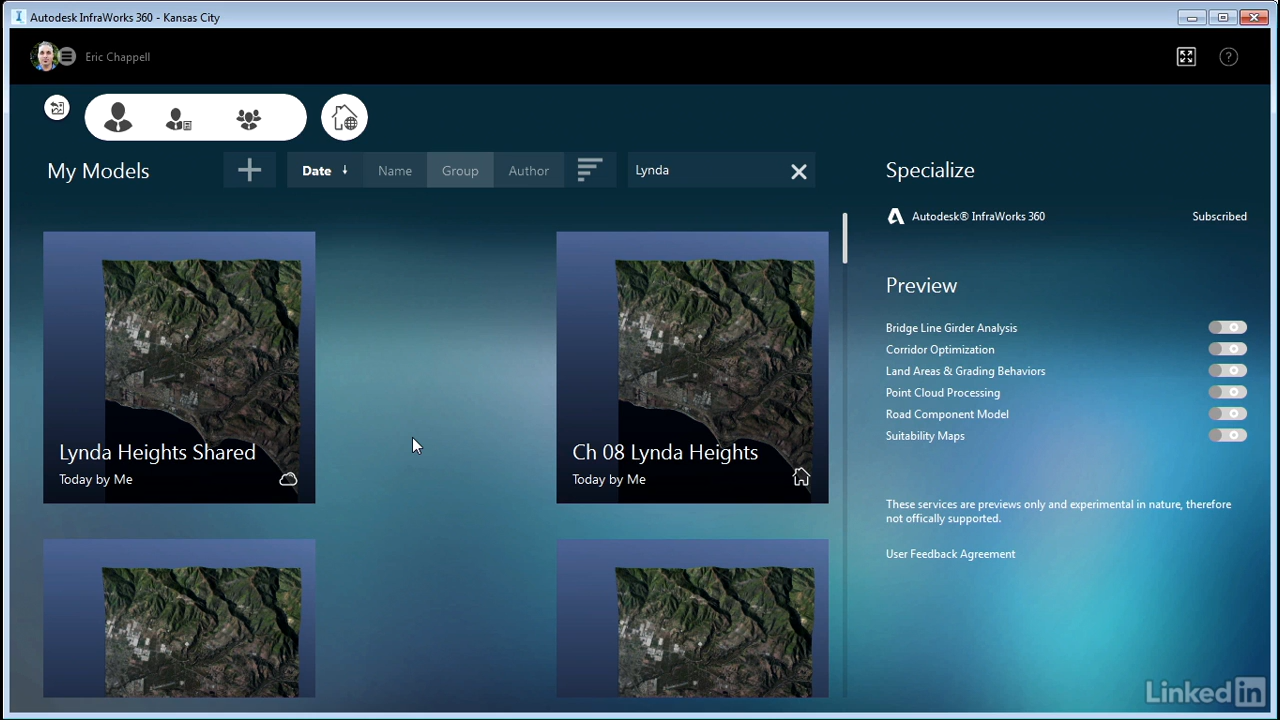 Autodesk InfraWorks 360 - Kansas City
Eric Chappell
?
My Models
Date ↓ Name Group Author
Lynda
Lynda Heights Shared
Today by Me
Ch 08 Lynda Heights
Today by Me
Specialize
Autodesk® InfraWorks 360 Subscribed
Preview
Bridge Line Girder Analysis
Corridor Optimization
Land Areas & Grading Behaviors
Point Cloud Processing
Road Component Model
Suitability Maps
These services are previews only and experimental in nature, therefore
not offically supported.
User Feedback Agreement
LinkedIn